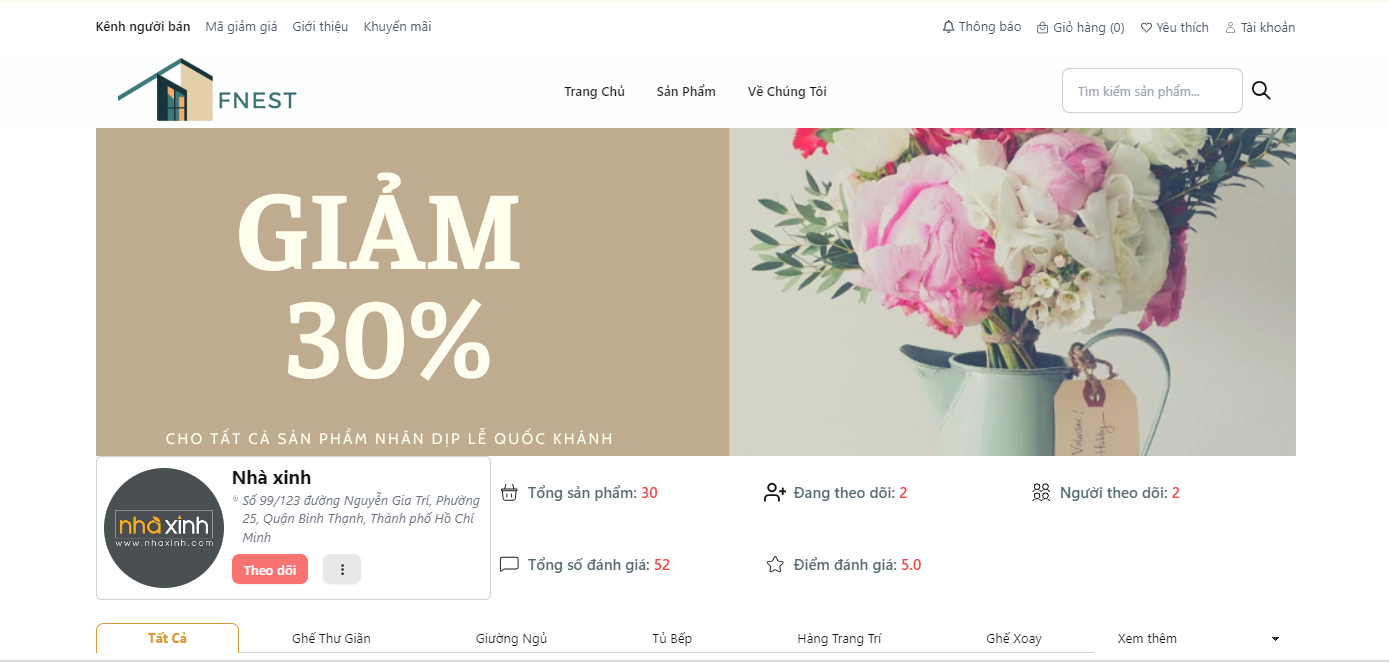 Kênh người bán Mã giảm giá Giới thiệu Khuyến mãi Thông báo Giỏ hàng (0) Yêu thích Tài khoản
FNEST Trang Chủ Sản Phẩm Về Chúng Tôi Tìm kiếm sản phẩm...
GIẢM
30%
CHO TẤT CẢ SẢN PHẨM NHÂN DỊP LỄ QUỐC KHÁNH
nhà xinh
www.nhaxinh.com
Nhà xinh
Số 99/123 đường Nguyễn Gia Trí, Phường
25, Quận Bình Thạnh, Thành phố Hồ Chí
Minh
Theo dõi
Tổng sản phẩm: 30 Đang theo dõi: 2 Người theo dõi: 2
Tổng số đánh giá: 52 Điểm đánh giá: 5.0
Tất Cả Ghế Thư Giãn Giường Ngủ Tủ Bếp Hàng Trang Trí Ghế Xoay Xem thêm